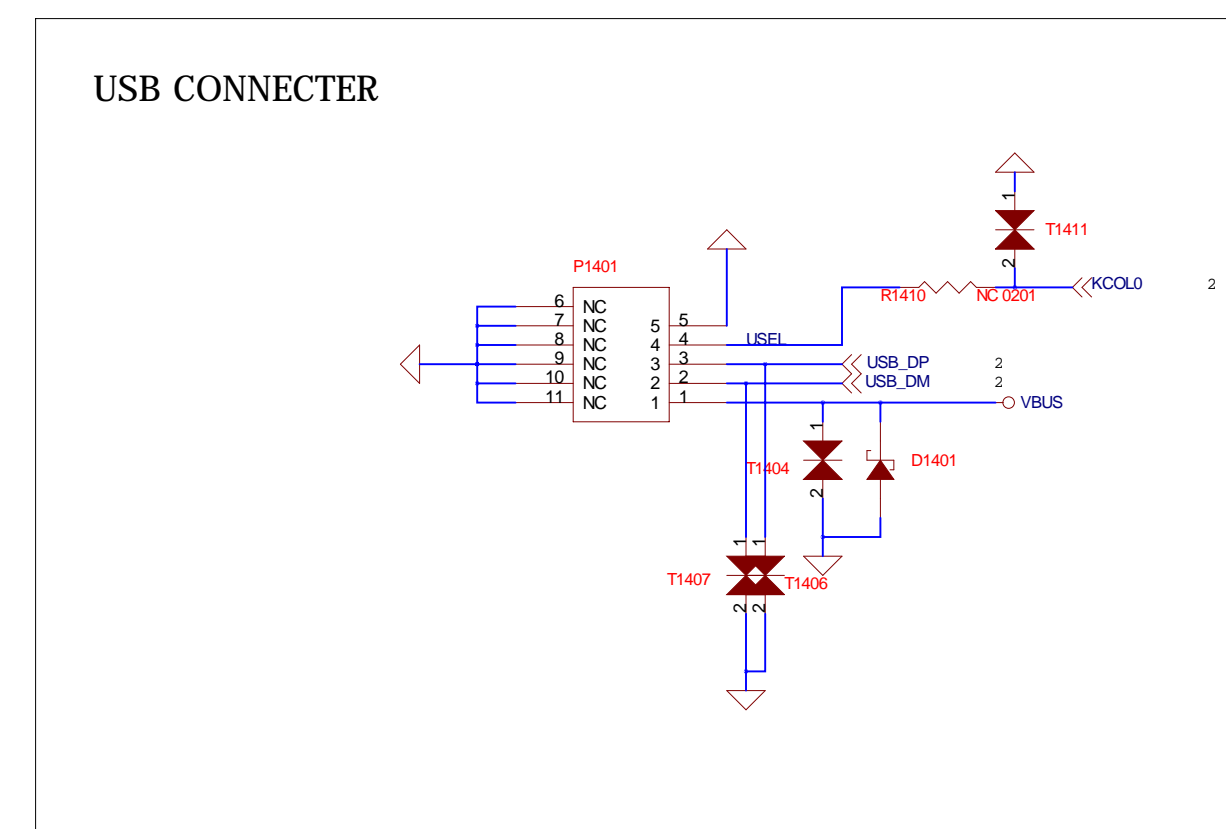 USB CONNECTER
1
T1411
2
P1401
R1410 NC 0201 KCOL0 2
6 NC
7 NC 5 5
8 NC 4 4 USEL
9 NC 3 3 USB_DP 2
10 NC 2 2 USB_DM 2
11 NC 1 1 VBUS
1
T1404 D1401
2
1 1
T1407 T1406
2 2